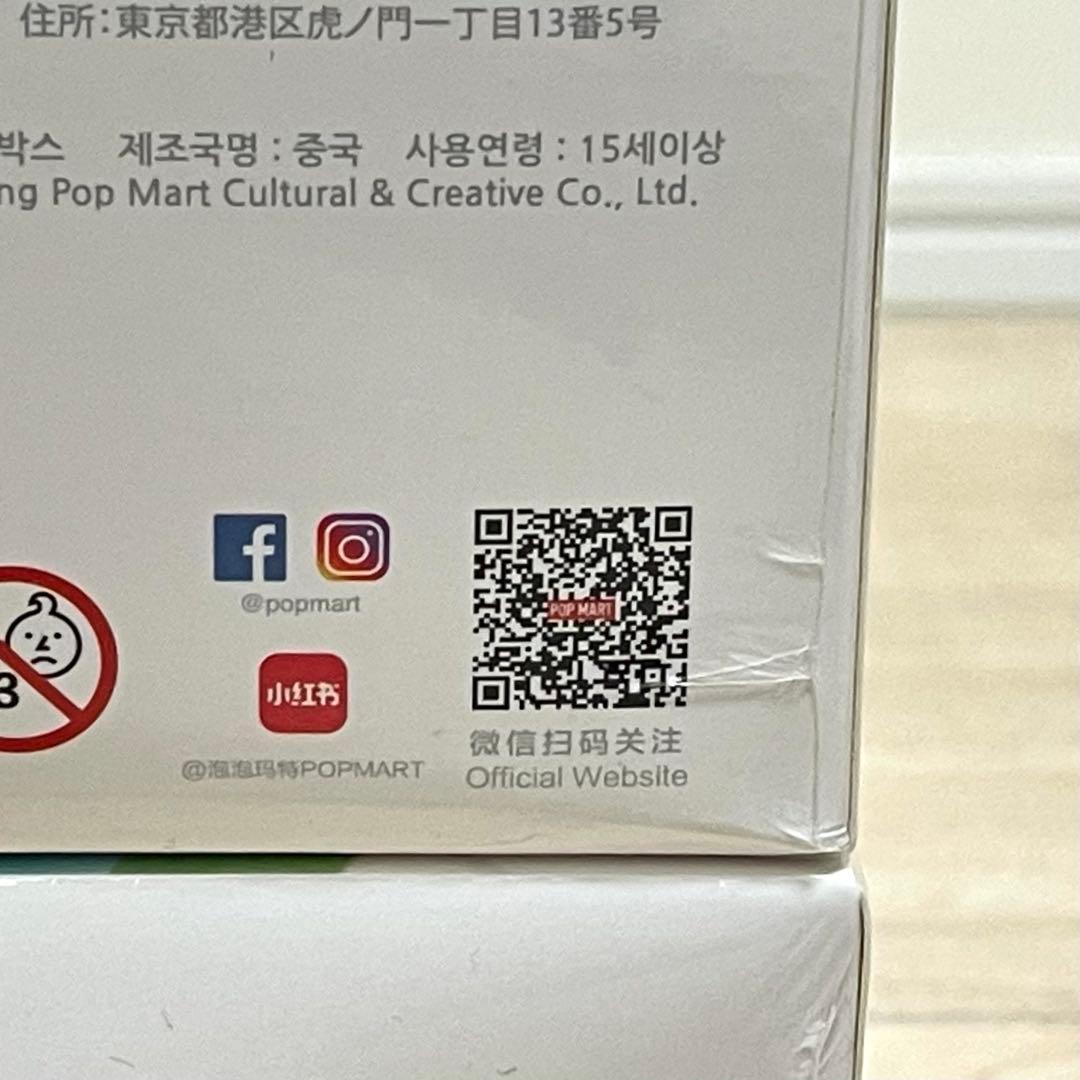 住所:東京都港区虎ノ門一丁目13番5号
박스 제조국명 : 중국 사용연령 : 15세이상
ng Pop Mart Cultural & Creative Co., Ltd.
@popmart
POP MART
3
小红书
@泡泡玛特POPMART
微信扫码关注
Official Website